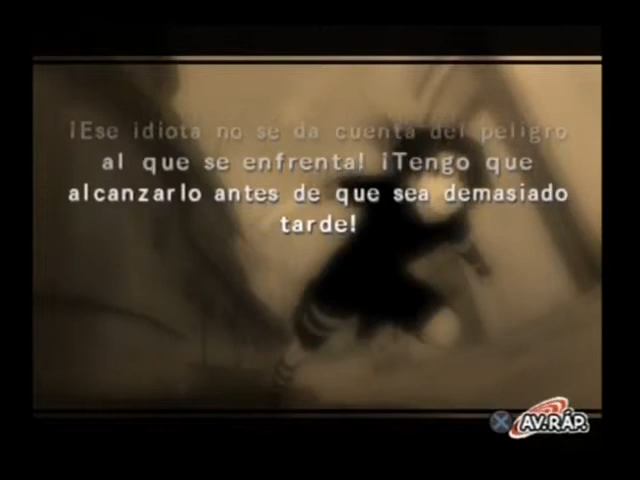 ¡Ese idiota no se da cuenta del peligro
al que se enfrenta! ¡Tengo que
alcanzarlo antes de que sea demasiado
tarde!
AV.RÁP.